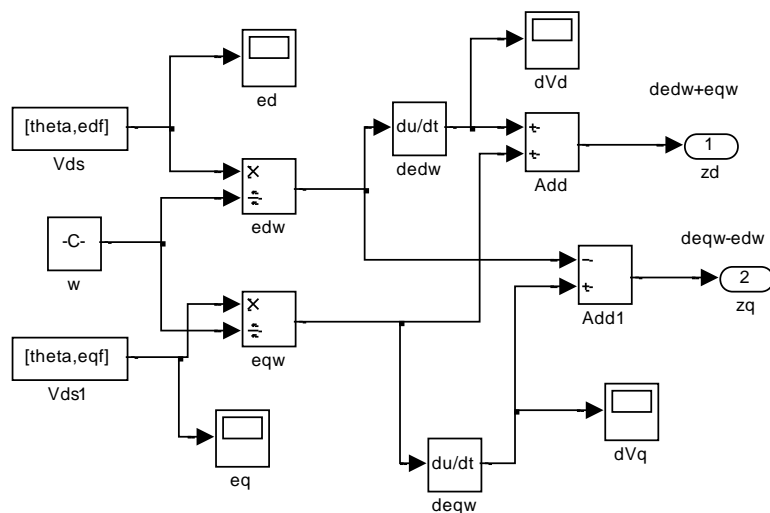 ed
dVd
dedw+eqw
[theta,edf]
Vds
du/dt
dedw
Add
1
zd
edw
-C-
w
deqw-edw
2
zq
Add1
eqw
[theta,eqf]
Vds1
eq
du/dt
deqw
dVq